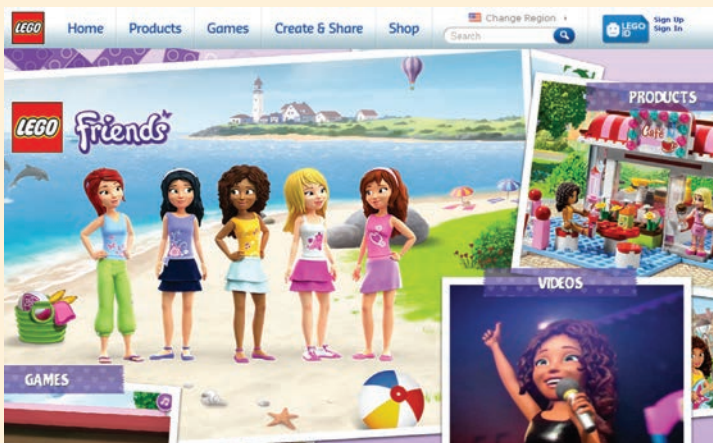 LEGO
Home Products Games Create & Share Shop
Change Region
Search
LEGO ID
Sign Up
Sign In
LEGO Friends
PRODUCTS
Cafe
VIDEOS
GAMES